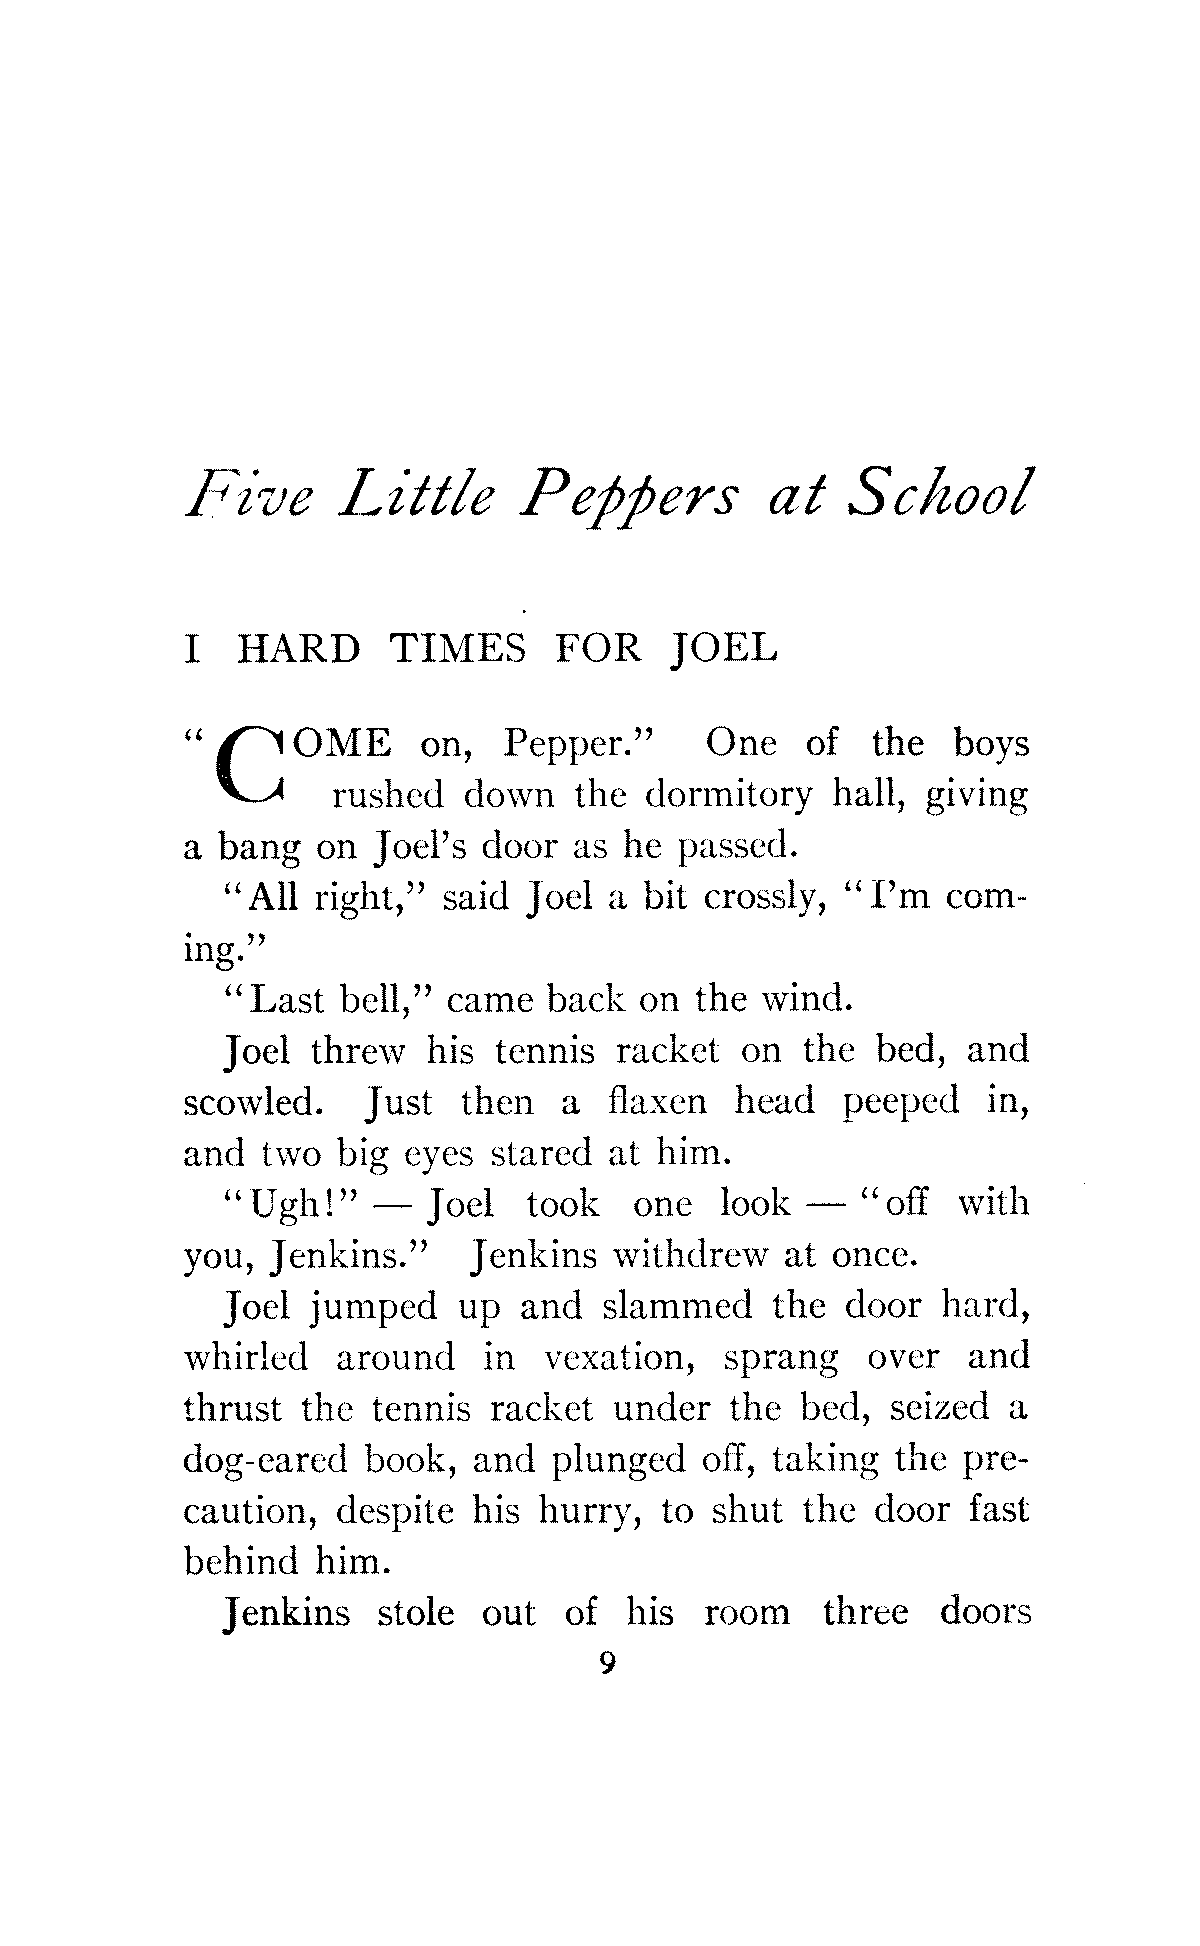 Five Little Peppers at School
I HARD TIMES FOR JOEL
“COME on, Pepper.” One of the boys
rushed down the dormitory hall, giving
a bang on Joel’s door as he passed.
“All right,” said Joel a bit crossly, “I’m com-
ing.”
“Last bell,” came back on the wind.
Joel threw his tennis racket on the bed, and
scowled. Just then a flaxen head peeped in,
and two big eyes stared at him.
“Ugh!” — Joel took one look — “off with
you, Jenkins.” Jenkins withdrew at once.
Joel jumped up and slammed the door hard,
whirled around in vexation, sprang over and
thrust the tennis racket under the bed, seized a
dog-eared book, and plunged off, taking the pre-
caution, despite his hurry, to shut the door fast
behind him.
Jenkins stole out of his room three doors
9